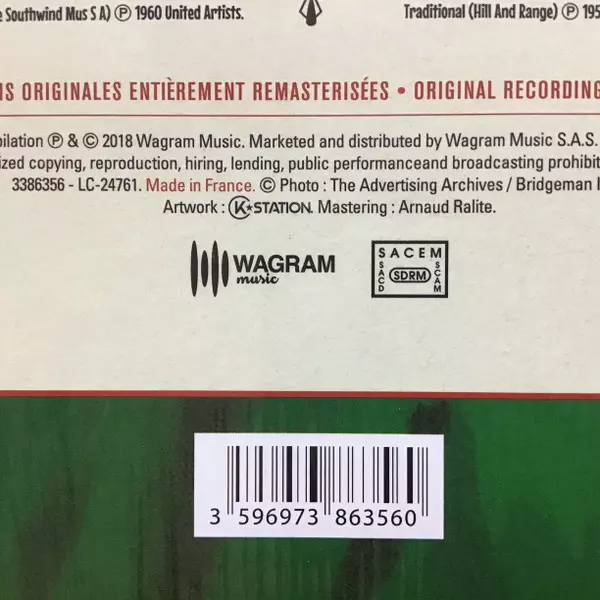 Southwind Mus S A) Ⓟ 1960 United Artists.
Traditional (Hill And Range) Ⓟ 195
ORIGINALES ENTIÈREMENT REMASTERISÉES • ORIGINAL RECORDING
Ⓟ & © 2018 Wagram Music. Marketed and distributed by Wagram Music S.A.S.
copying, reproduction, hiring, lending, public performanceand broadcasting prohibit
3386356 - LC-24761. Made in France. © Photo : The Advertising Archives / Bridgeman
Artwork : K★STATION. Mastering : Arnaud Ralite.
WAGRAM
music
SACEM
SACD
SDRM
SCAM
3 596973 863560